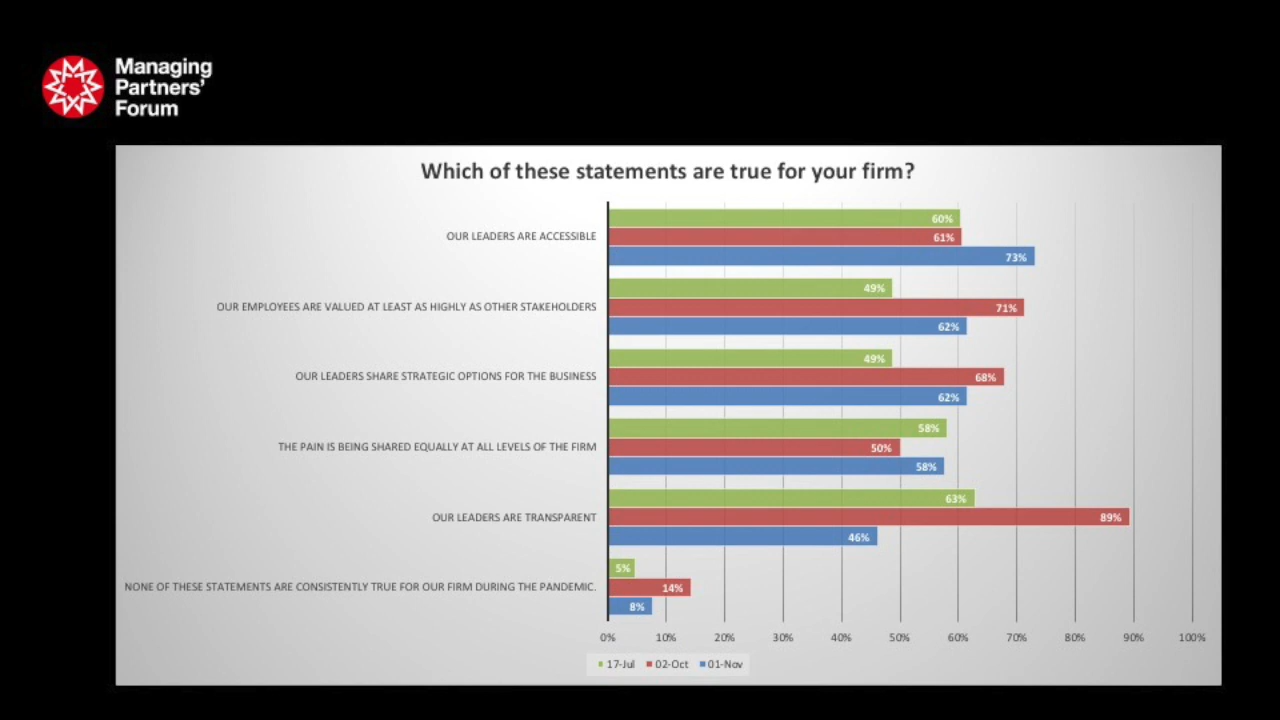 Managing
Partners'
Forum
Which of these statements are true for your firm?
OUR LEADERS ARE ACCESSIBLE
60%
61%
73%
OUR EMPLOYEES ARE VALUED AT LEAST AS HIGHLY AS OTHER STAKEHOLDERS
49%
71%
62%
OUR LEADERS SHARE STRATEGIC OPTIONS FOR THE BUSINESS
49%
68%
62%
THE PAIN IS BEING SHARED EQUALLY AT ALL LEVELS OF THE FIRM
58%
50%
58%
OUR LEADERS ARE TRANSPARENT
63%
89%
46%
NONE OF THESE STATEMENTS ARE CONSISTENTLY TRUE FOR OUR FIRM DURING THE PANDEMIC.
5%
14%
8%
0% 10% 20% 30% 40% 50% 60% 70% 80% 90% 100%
17-Jul 02-Oct 01-Nov